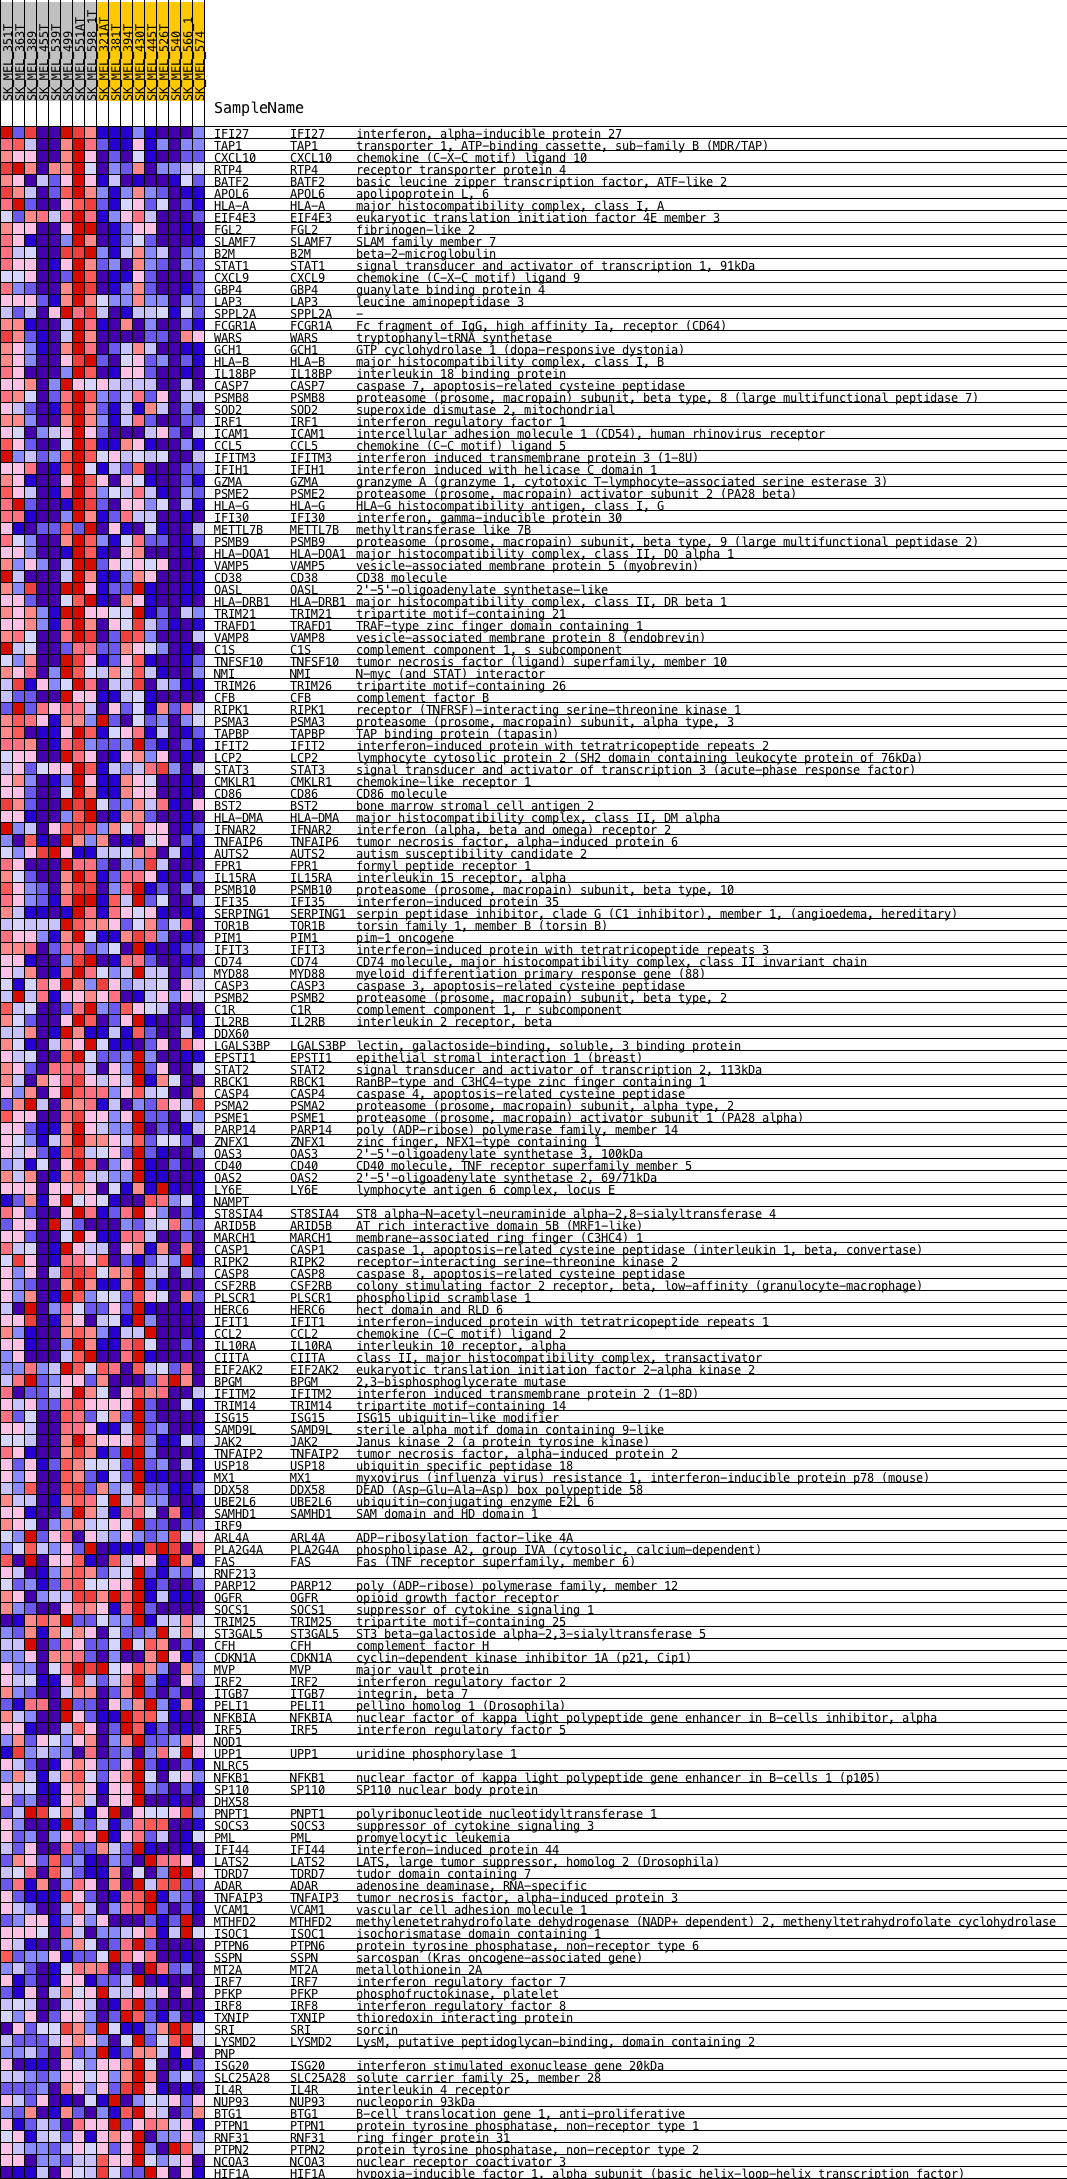 SK_MEL_351T
SK_MEL_363T
SK_MEL_389
SK_MEL_455T
SK_MEL_539T
SK_MEL_499
SK_MEL_551AT
SK_MEL_598_1T
SK_MEL_321AT
SK_MEL_381T
SK_MEL_394T
SK_MEL_430T
SK_MEL_445T
SK_MEL_526T
SK_MEL_540
SK_MEL_566_1
SK_MEL_574
SampleName
IFI27 IFI27 interferon, alpha-inducible protein 27
TAP1 TAP1 transporter 1, ATP-binding cassette, sub-family B (MDR/TAP)
CXCL10 CXCL10 chemokine (C-X-C motif) ligand 10
RTP4 RTP4 receptor transporter protein 4
BATF2 BATF2 basic leucine zipper transcription factor, ATF-like 2
APOL6 APOL6 apolipoprotein L, 6
HLA-A HLA-A major histocompatibility complex, class I, A
EIF4E3 EIF4E3 eukaryotic translation initiation factor 4E member 3
FGL2 FGL2 fibrinogen-like 2
SLAMF7 SLAMF7 SLAM family member 7
B2M B2M beta-2-microglobulin
STAT1 STAT1 signal transducer and activator of transcription 1, 91kDa
CXCL9 CXCL9 chemokine (C-X-C motif) ligand 9
GBP4 GBP4 guanylate binding protein 4
LAP3 LAP3 leucine aminopeptidase 3
SPPL2A SPPL2A -
FCGR1A FCGR1A Fc fragment of IgG, high affinity Ia, receptor (CD64)
WARS WARS tryptophanyl-tRNA synthetase
GCH1 GCH1 GTP cyclohydrolase 1 (dopa-responsive dystonia)
HLA-B HLA-B major histocompatibility complex, class I, B
IL18BP IL18BP interleukin 18 binding protein
CASP7 CASP7 caspase 7, apoptosis-related cysteine peptidase
PSMB8 PSMB8 proteasome (prosome, macropain) subunit, beta type, 8 (large multifunctional peptidase 7)
SOD2 SOD2 superoxide dismutase 2, mitochondrial
IRF1 IRF1 interferon regulatory factor 1
ICAM1 ICAM1 intercellular adhesion molecule 1 (CD54), human rhinovirus receptor
CCL5 CCL5 chemokine (C-C motif) ligand 5
IFITM3 IFITM3 interferon induced transmembrane protein 3 (1-8U)
IFIH1 IFIH1 interferon induced with helicase C domain 1
GZMA GZMA granzyme A (granzyme 1, cytotoxic T-lymphocyte-associated serine esterase 3)
PSME2 PSME2 proteasome (prosome, macropain) activator subunit 2 (PA28 beta)
HLA-G HLA-G HLA-G histocompatibility antigen, class I, G
IFI30 IFI30 interferon, gamma-inducible protein 30
METTL7B METTL7B methyltransferase like 7B
PSMB9 PSMB9 proteasome (prosome, macropain) subunit, beta type, 9 (large multifunctional peptidase 2)
HLA-DQA1 HLA-DQA1 major histocompatibility complex, class II, DQ alpha 1
VAMP5 VAMP5 vesicle-associated membrane protein 5 (myobrevin)
CD38 CD38 CD38 molecule
OASL OASL 2'-5'-oligoadenylate synthetase-like
HLA-DRB1 HLA-DRB1 major histocompatibility complex, class II, DR beta 1
TRIM21 TRIM21 tripartite motif-containing 21
TRAFD1 TRAFD1 TRAF-type zinc finger domain containing 1
VAMP8 VAMP8 vesicle-associated membrane protein 8 (endobrevin)
C1S C1S complement component 1, s subcomponent
TNFSF10 TNFSF10 tumor necrosis factor (ligand) superfamily, member 10
NMI NMI N-myc (and STAT) interactor
TRIM26 TRIM26 tripartite motif-containing 26
CFB CFB complement factor B
RIPK1 RIPK1 receptor (TNFRSF)-interacting serine-threonine kinase 1
PSMA3 PSMA3 proteasome (prosome, macropain) subunit, alpha type, 3
TAPBP TAPBP TAP binding protein (tapasin)
IFIT2 IFIT2 interferon-induced protein with tetratricopeptide repeats 2
LCP2 LCP2 lymphocyte cytosolic protein 2 (SH2 domain containing leukocyte protein of 76kDa)
STAT3 STAT3 signal transducer and activator of transcription 3 (acute-phase response factor)
CMKLR1 CMKLR1 chemokine-like receptor 1
CD86 CD86 CD86 molecule
BST2 BST2 bone marrow stromal cell antigen 2
HLA-DMA HLA-DMA major histocompatibility complex, class II, DM alpha
IFNAR2 IFNAR2 interferon (alpha, beta and omega) receptor 2
TNFAIP6 TNFAIP6 tumor necrosis factor, alpha-induced protein 6
AUTS2 AUTS2 autism susceptibility candidate 2
FPR1 FPR1 formyl peptide receptor 1
IL15RA IL15RA interleukin 15 receptor, alpha
PSMB10 PSMB10 proteasome (prosome, macropain) subunit, beta type, 10
IFI35 IFI35 interferon-induced protein 35
SERPING1 SERPING1 serpin peptidase inhibitor, clade G (C1 inhibitor), member 1, (angioedema, hereditary)
TOR1B TOR1B torsin family 1, member B (torsin B)
PIM1 PIM1 pim-1 oncogene
IFIT3 IFIT3 interferon-induced protein with tetratricopeptide repeats 3
CD74 CD74 CD74 molecule, major histocompatibility complex, class II invariant chain
MYD88 MYD88 myeloid differentiation primary response gene (88)
CASP3 CASP3 caspase 3, apoptosis-related cysteine peptidase
PSMB2 PSMB2 proteasome (prosome, macropain) subunit, beta type, 2
C1R C1R complement component 1, r subcomponent
IL2RB IL2RB interleukin 2 receptor, beta
DDX60
LGALS3BP LGALS3BP lectin, galactoside-binding, soluble, 3 binding protein
EPSTI1 EPSTI1 epithelial stromal interaction 1 (breast)
STAT2 STAT2 signal transducer and activator of transcription 2, 113kDa
RBCK1 RBCK1 RanBP-type and C3HC4-type zinc finger containing 1
CASP4 CASP4 caspase 4, apoptosis-related cysteine peptidase
PSMA2 PSMA2 proteasome (prosome, macropain) subunit, alpha type, 2
PSME1 PSME1 proteasome (prosome, macropain) activator subunit 1 (PA28 alpha)
PARP14 PARP14 poly (ADP-ribose) polymerase family, member 14
ZNFX1 ZNFX1 zinc finger, NFX1-type containing 1
OAS3 OAS3 2'-5'-oligoadenylate synthetase 3, 100kDa
CD40 CD40 CD40 molecule, TNF receptor superfamily member 5
OAS2 OAS2 2'-5'-oligoadenylate synthetase 2, 69/71kDa
LY6E LY6E lymphocyte antigen 6 complex, locus E
NAMPT
ST8SIA4 ST8SIA4 ST8 alpha-N-acetyl-neuraminide alpha-2,8-sialyltransferase 4
ARID5B ARID5B AT rich interactive domain 5B (MRF1-like)
MARCH1 MARCH1 membrane-associated ring finger (C3HC4) 1
CASP1 CASP1 caspase 1, apoptosis-related cysteine peptidase (interleukin 1, beta, convertase)
RIPK2 RIPK2 receptor-interacting serine-threonine kinase 2
CASP8 CASP8 caspase 8, apoptosis-related cysteine peptidase
CSF2RB CSF2RB colony stimulating factor 2 receptor, beta, low-affinity (granulocyte-macrophage)
PLSCR1 PLSCR1 phospholipid scramblase 1
HERC6 HERC6 hect domain and RLD 6
IFIT1 IFIT1 interferon-induced protein with tetratricopeptide repeats 1
CCL2 CCL2 chemokine (C-C motif) ligand 2
IL10RA IL10RA interleukin 10 receptor, alpha
CIITA CIITA class II, major histocompatibility complex, transactivator
EIF2AK2 EIF2AK2 eukaryotic translation initiation factor 2-alpha kinase 2
BPGM BPGM 2,3-bisphosphoglycerate mutase
IFITM2 IFITM2 interferon induced transmembrane protein 2 (1-8D)
TRIM14 TRIM14 tripartite motif-containing 14
ISG15 ISG15 ISG15 ubiquitin-like modifier
SAMD9L SAMD9L sterile alpha motif domain containing 9-like
JAK2 JAK2 Janus kinase 2 (a protein tyrosine kinase)
TNFAIP2 TNFAIP2 tumor necrosis factor, alpha-induced protein 2
USP18 USP18 ubiquitin specific peptidase 18
MX1 MX1 myxovirus (influenza virus) resistance 1, interferon-inducible protein p78 (mouse)
DDX58 DDX58 DEAD (Asp-Glu-Ala-Asp) box polypeptide 58
UBE2L6 UBE2L6 ubiquitin-conjugating enzyme E2L 6
SAMHD1 SAMHD1 SAM domain and HD domain 1
IRF9
ARL4A ARL4A ADP-ribosylation factor-like 4A
PLA2G4A PLA2G4A phospholipase A2, group IVA (cytosolic, calcium-dependent)
FAS FAS Fas (TNF receptor superfamily, member 6)
RNF213
PARP12 PARP12 poly (ADP-ribose) polymerase family, member 12
OGFR OGFR opioid growth factor receptor
SOCS1 SOCS1 suppressor of cytokine signaling 1
TRIM25 TRIM25 tripartite motif-containing 25
ST3GAL5 ST3GAL5 ST3 beta-galactoside alpha-2,3-sialyltransferase 5
CFH CFH complement factor H
CDKN1A CDKN1A cyclin-dependent kinase inhibitor 1A (p21, Cip1)
MVP MVP major vault protein
IRF2 IRF2 interferon regulatory factor 2
ITGB7 ITGB7 integrin, beta 7
PELI1 PELI1 pellino homolog 1 (Drosophila)
NFKBIA NFKBIA nuclear factor of kappa light polypeptide gene enhancer in B-cells inhibitor, alpha
IRF5 IRF5 interferon regulatory factor 5
NOD1
UPP1 UPP1 uridine phosphorylase 1
NLRC5
NFKB1 NFKB1 nuclear factor of kappa light polypeptide gene enhancer in B-cells 1 (p105)
SP110 SP110 SP110 nuclear body protein
DHX58
PNPT1 PNPT1 polyribonucleotide nucleotidyltransferase 1
SOCS3 SOCS3 suppressor of cytokine signaling 3
PML PML promyelocytic leukemia
IFI44 IFI44 interferon-induced protein 44
LATS2 LATS2 LATS, large tumor suppressor, homolog 2 (Drosophila)
TDRD7 TDRD7 tudor domain containing 7
ADAR ADAR adenosine deaminase, RNA-specific
TNFAIP3 TNFAIP3 tumor necrosis factor, alpha-induced protein 3
VCAM1 VCAM1 vascular cell adhesion molecule 1
MTHFD2 MTHFD2 methylenetetrahydrofolate dehydrogenase (NADP+ dependent) 2, methenyltetrahydrofolate cyclohydrolase
ISOC1 ISOC1 isochorismatase domain containing 1
PTPN6 PTPN6 protein tyrosine phosphatase, non-receptor type 6
SSPN SSPN sarcospan (Kras oncogene-associated gene)
MT2A MT2A metallothionein 2A
IRF7 IRF7 interferon regulatory factor 7
PFKP PFKP phosphofructokinase, platelet
IRF8 IRF8 interferon regulatory factor 8
TXNIP TXNIP thioredoxin interacting protein
SRI SRI sorcin
LYSMD2 LYSMD2 LysM, putative peptidoglycan-binding, domain containing 2
PNP
ISG20 ISG20 interferon stimulated exonuclease gene 20kDa
SLC25A28 SLC25A28 solute carrier family 25, member 28
IL4R IL4R interleukin 4 receptor
NUP93 NUP93 nucleoporin 93kDa
BTG1 BTG1 B-cell translocation gene 1, anti-proliferative
PTPN1 PTPN1 protein tyrosine phosphatase, non-receptor type 1
RNF31 RNF31 ring finger protein 31
PTPN2 PTPN2 protein tyrosine phosphatase, non-receptor type 2
NCOA3 NCOA3 nuclear receptor coactivator 3
HIF1A HIF1A hypoxia-inducible factor 1, alpha subunit (basic helix-loop-helix transcription factor)